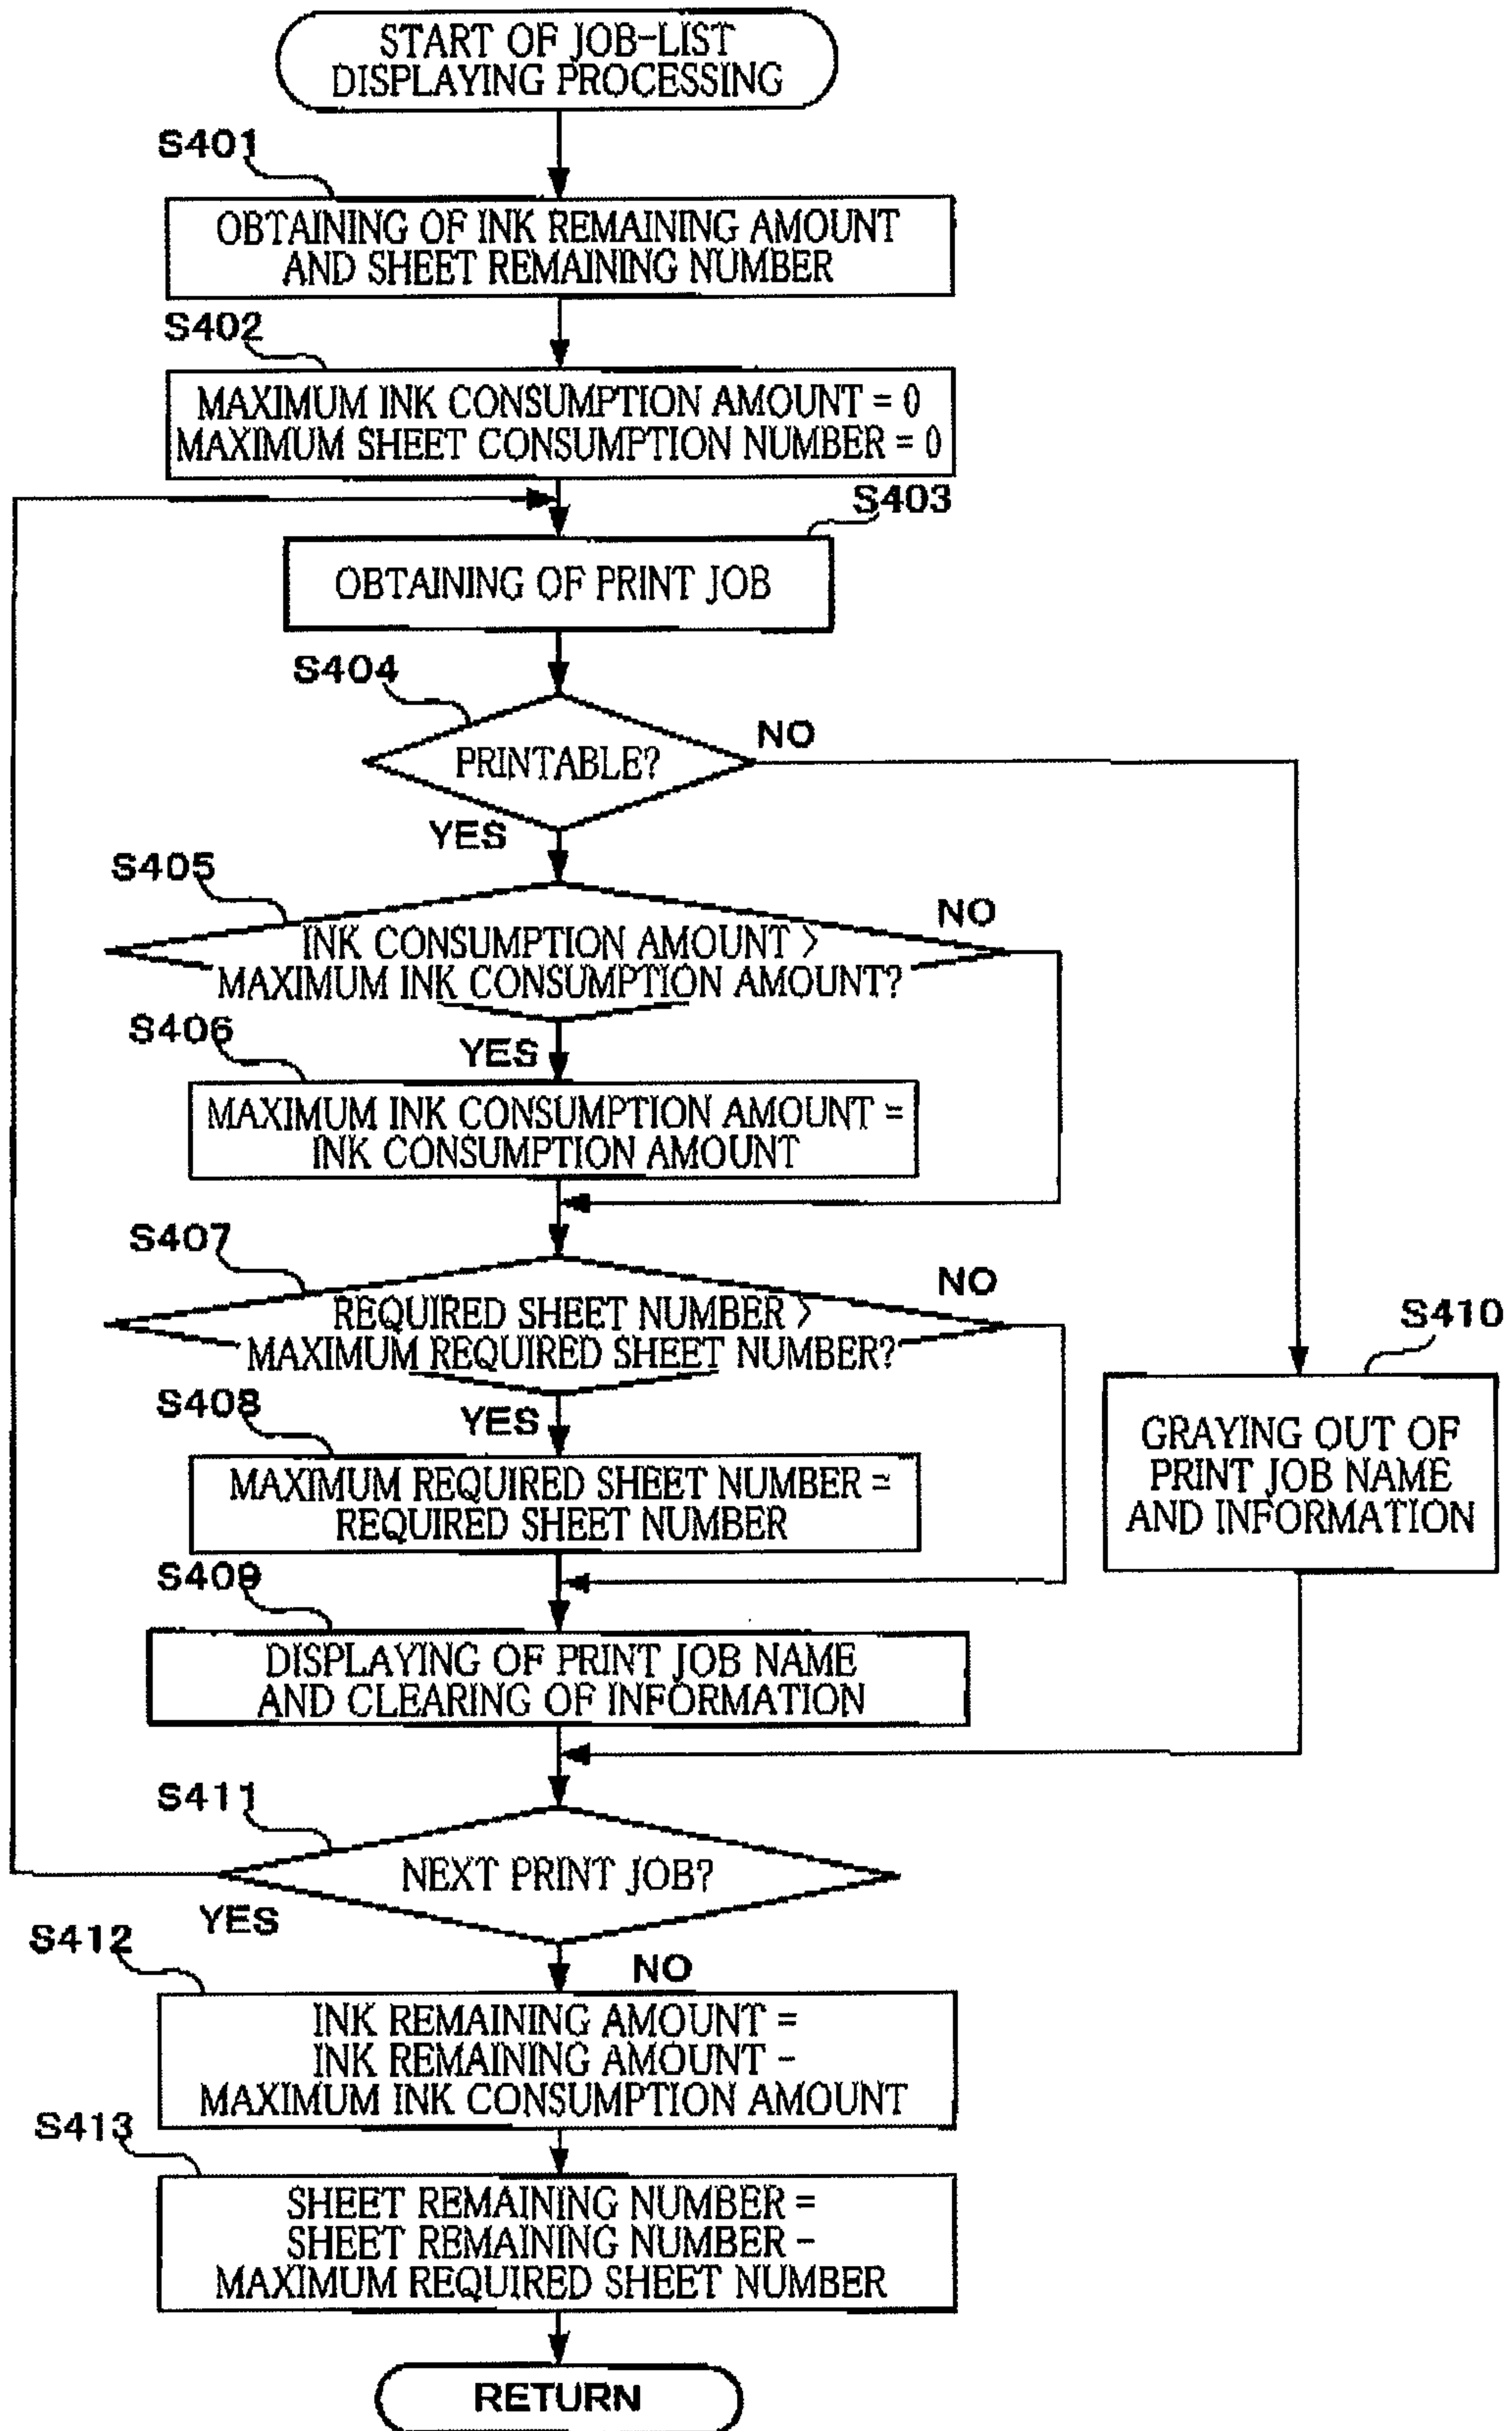 START OF JOB-LIST
DISPLAYING PROCESSING
S401
OBTAINING OF INK REMAINING AMOUNT
AND SHEET REMAINING NUMBER
S402
MAXIMUM INK CONSUMPTION AMOUNT = 0
MAXIMUM SHEET CONSUMPTION NUMBER = 0
S403
OBTAINING OF PRINT JOB
S404
PRINTABLE?
NO
YES
S405
INK CONSUMPTION AMOUNT >
MAXIMUM INK CONSUMPTION AMOUNT?
NO
YES
S406
MAXIMUM INK CONSUMPTION AMOUNT =
INK CONSUMPTION AMOUNT
S407
REQUIRED SHEET NUMBER >
MAXIMUM REQUIRED SHEET NUMBER?
NO
YES
S408
MAXIMUM REQUIRED SHEET NUMBER =
REQUIRED SHEET NUMBER
S409
DISPLAYING OF PRINT JOB NAME
AND CLEARING OF INFORMATION
S410
GRAYING OUT OF
PRINT JOB NAME
AND INFORMATION
S411
NEXT PRINT JOB?
YES
NO
S412
INK REMAINING AMOUNT =
INK REMAINING AMOUNT -
MAXIMUM INK CONSUMPTION AMOUNT
S413
SHEET REMAINING NUMBER =
SHEET REMAINING NUMBER -
MAXIMUM REQUIRED SHEET NUMBER
RETURN